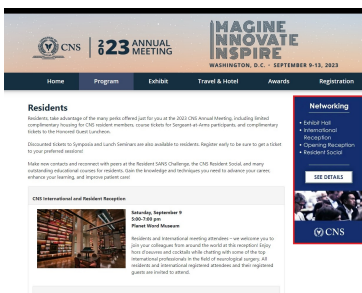 CNS
2023 ANNUAL MEETING
IMAGINE
INNOVATE
INSPIRE
WASHINGTON, D.C. • SEPTEMBER 9-13, 2023
Home Program Exhibit Travel & Hotel Awards Registration
Residents
Residents, take advantage of the many perks offered just for you at the 2023 CNS Annual Meeting, including limited
complimentary housing for CNS resident members, course tickets for Sergeant-at-Arms participants, and complimentary
tickets to the Honored Guest Luncheon.
Discounted tickets to Symposia and Lunch Seminars are also available to residents. Register early to be sure to get a ticket
to your preferred sessions!
Make new contacts and reconnect with peers at the Resident SANS Challenge, the CNS Resident Social, and many
outstanding educational courses for residents. Gain the knowledge and techniques you need to advance your career,
enhance your learning, and improve patient care!
CNS International and Resident Reception
Saturday, September 9
5:00-7:00 pm
Planet Word Museum
Residents and international meeting attendees – we welcome you to
join your colleagues from around the world at this reception! Enjoy
hors d'oeuvres and cocktails while chatting with some of the top
international professionals in the field of neurological surgery. All
residents and international registered attendees and their registered
guests are invited to attend.
Networking
• Exhibit Hall
• International
Reception
• Opening Reception
• Resident Social
SEE DETAILS
CNS